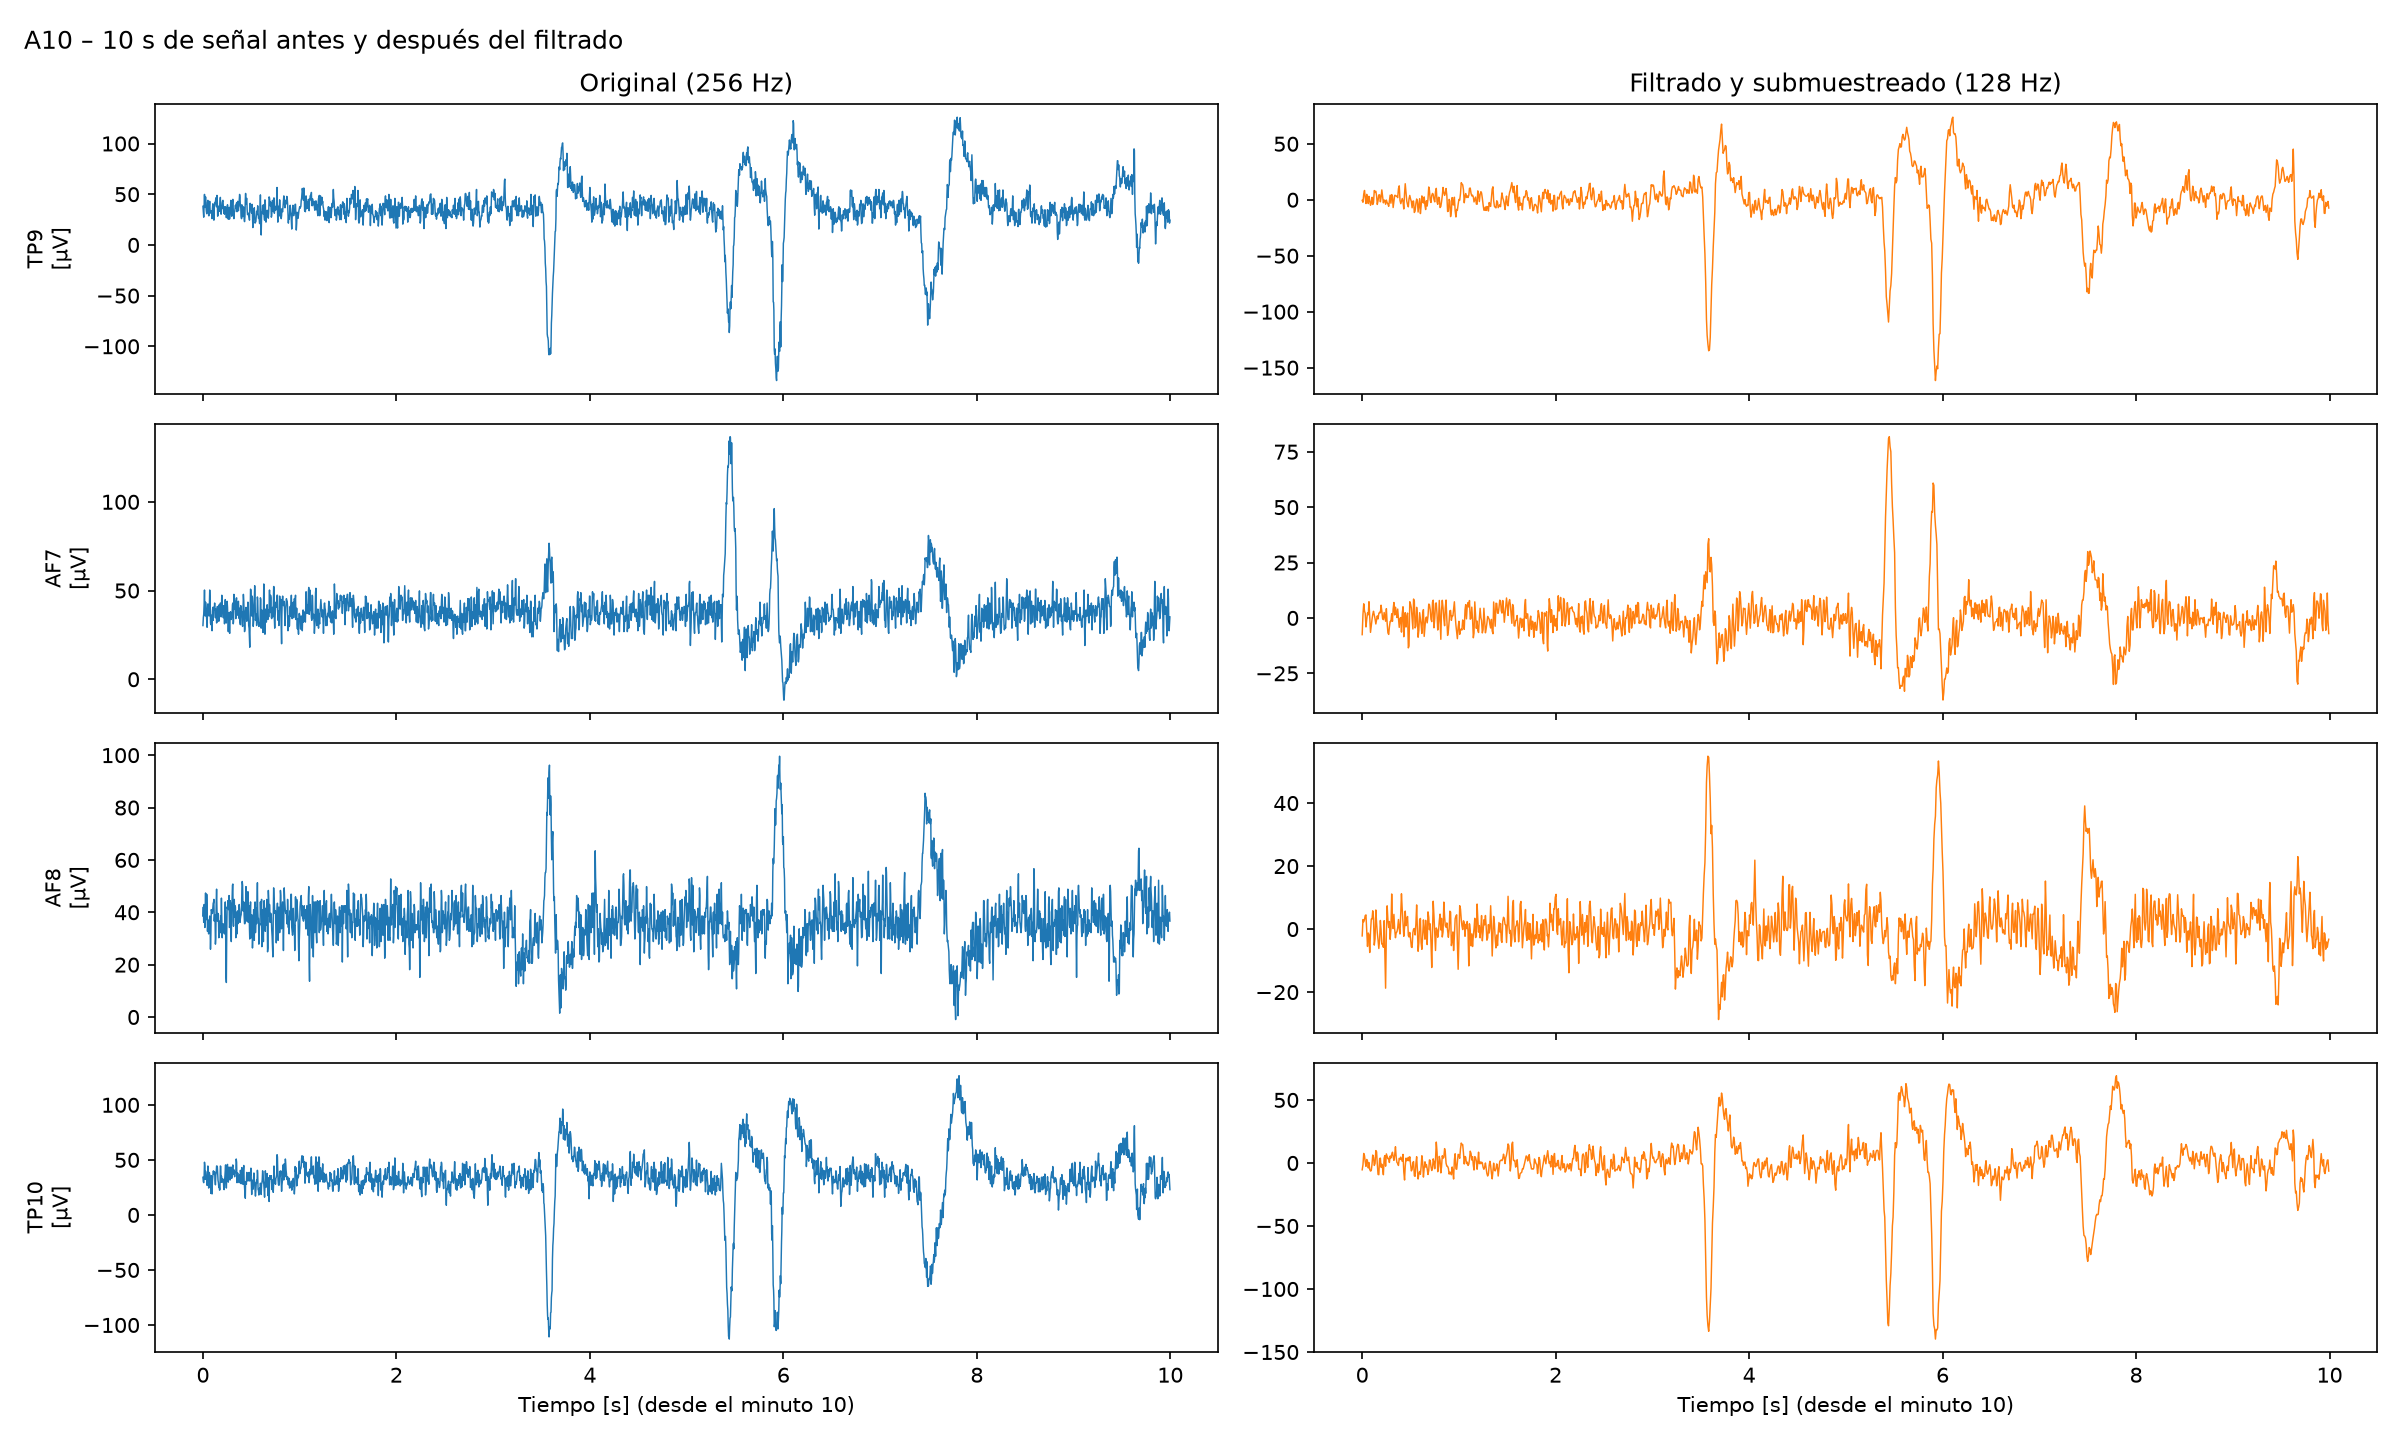 A10 – 10 s de señal antes y después del filtrado
Original (256 Hz)
Filtrado y submuestreado (128 Hz)
TP9
[µV]
100
50
0
−50
−100
50
0
−50
−100
−150
AF7
[µV]
100
50
0
75
50
25
0
−25
AF8
[µV]
100
80
60
40
20
0
40
20
0
−20
TP10
[µV]
100
50
0
−50
−100
50
0
−50
−100
−150
0 2 4 6 8 10
0 2 4 6 8 10
Tiempo [s] (desde el minuto 10)
Tiempo [s] (desde el minuto 10)